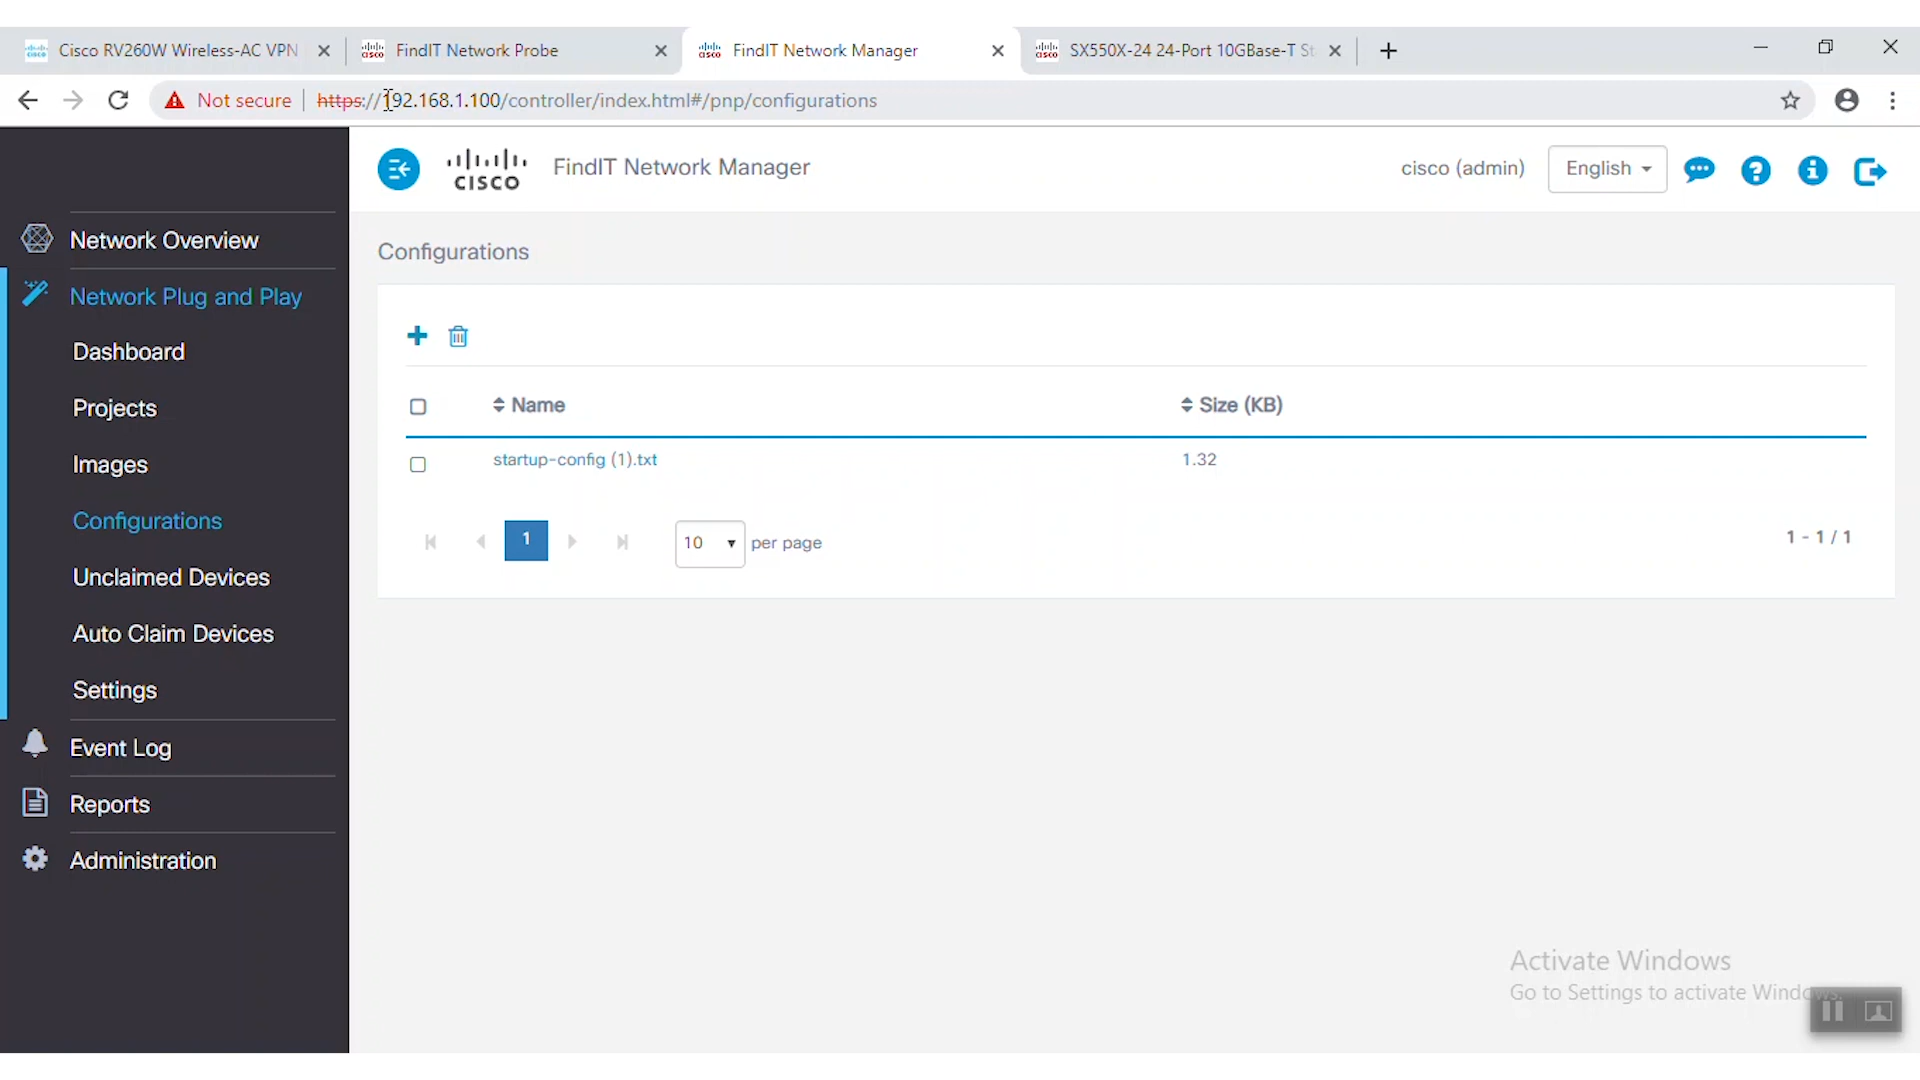 Cisco RV260W Wireless-AC VPN
FindIT Network Probe
FindIT Network Manager
SX550X-24 24-Port 10GBase-T St
Not secure
https://192.168.1.100/controller/index.html#/pnp/configurations
CISCO
FindIT Network Manager
cisco (admin)
English
Network Overview
Network Plug and Play
Dashboard
Projects
Images
Configurations
Unclaimed Devices
Auto Claim Devices
Settings
Event Log
Reports
Administration
Configurations
Name
Size (KB)
startup-config (1).txt
1.32
1
10
per page
1 - 1 / 1
Activate Windows
Go to Settings to activate Windows.